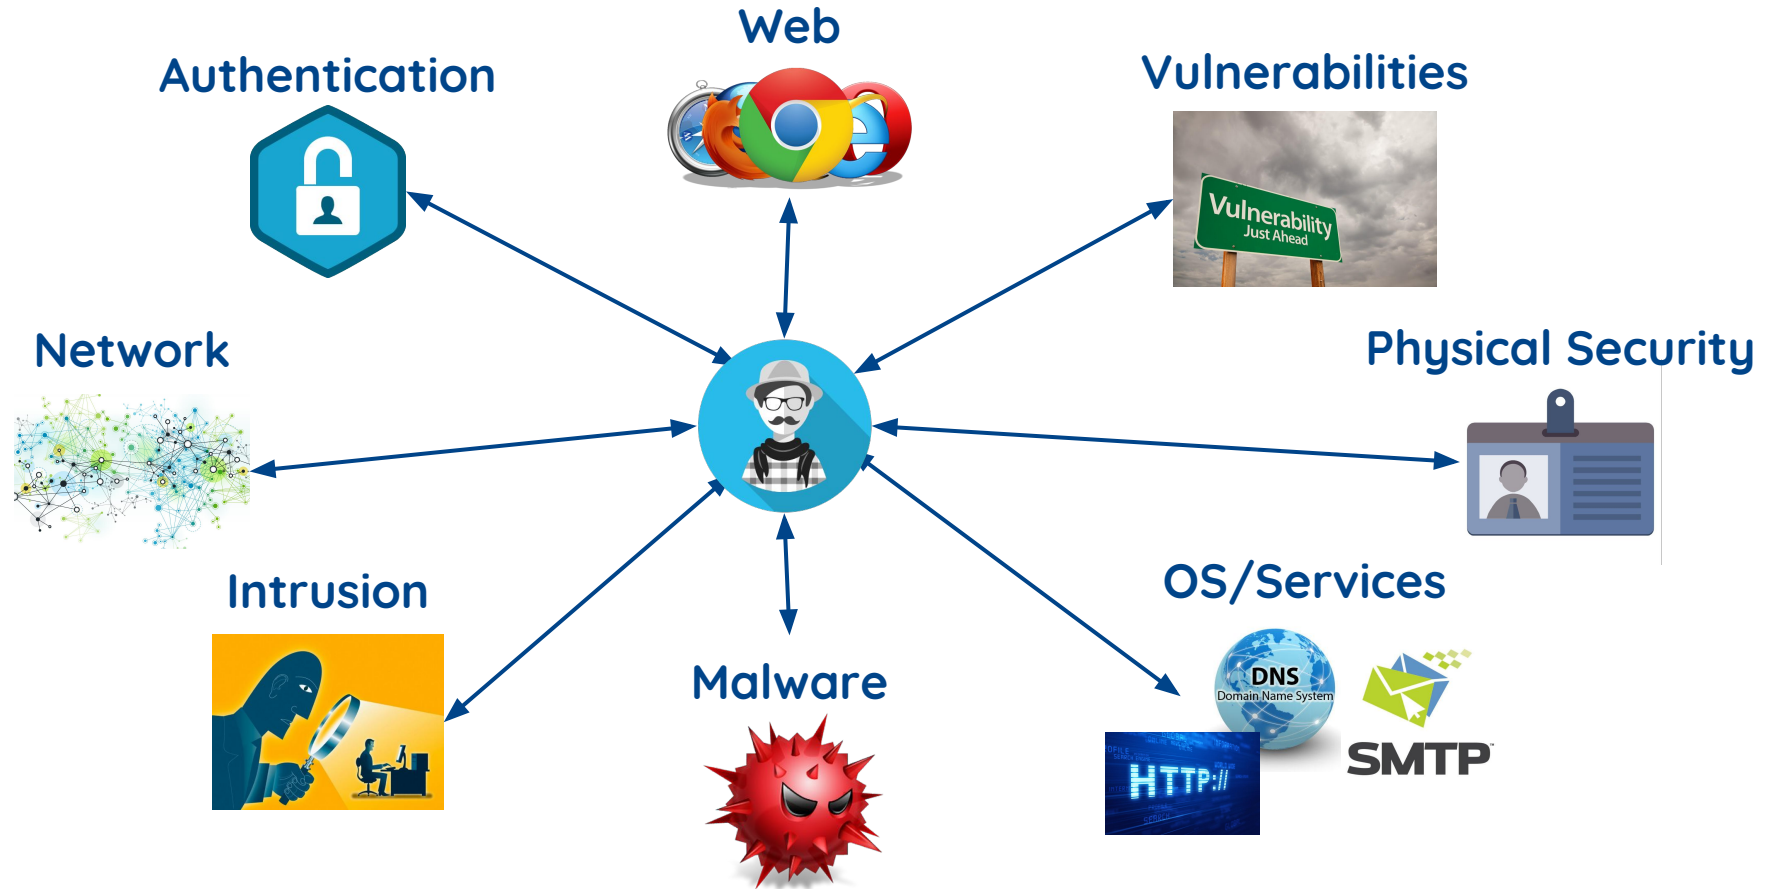 Web
Authentication
Vulnerabilities
Vulnerability
Just Ahead
Network
Physical Security
Intrusion
OS/Services
DNS
Domain Name System
SMTP
HTTP://
Malware